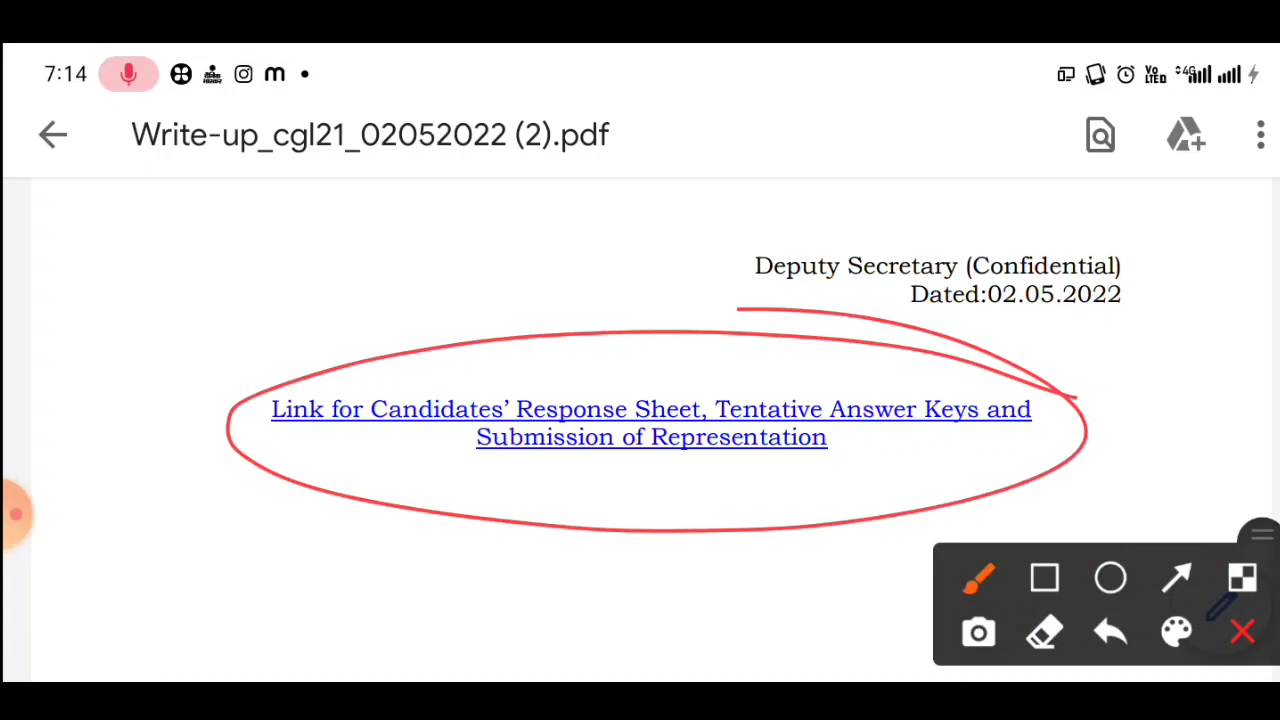 7:14
Write-up_cgl21_02052022 (2).pdf
Deputy Secretary (Confidential)
Dated:02.05.2022
Link for Candidates’ Response Sheet, Tentative Answer Keys and
Submission of Representation